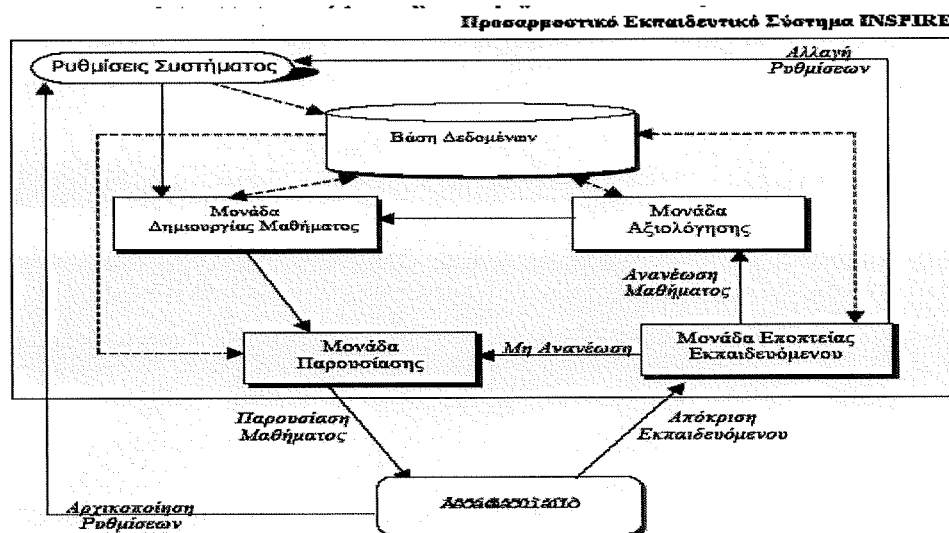 Προσαρμοστικό Εκπαιδευτικό Σύστημα INSPIRE
Αλλαγή
Ρυθμίσεων
Ρυθμίσεις Συστήματος
Βάση Δεδομένων
Μονάδα
Δημιουργίας Μαθήματος
Μονάδα
Αξιολόγησης
Ανανέωση
Μαθήματος
Μονάδα
Παρουσίασης
Μη Ανανέωση
Μονάδα Εποπτείας
Εκπαιδευόμενου
Παρουσίαση
Μαθήματος
Απόκριση
Εκπαιδευόμενου
Αρχικοποίηση
Ρυθμίσεων